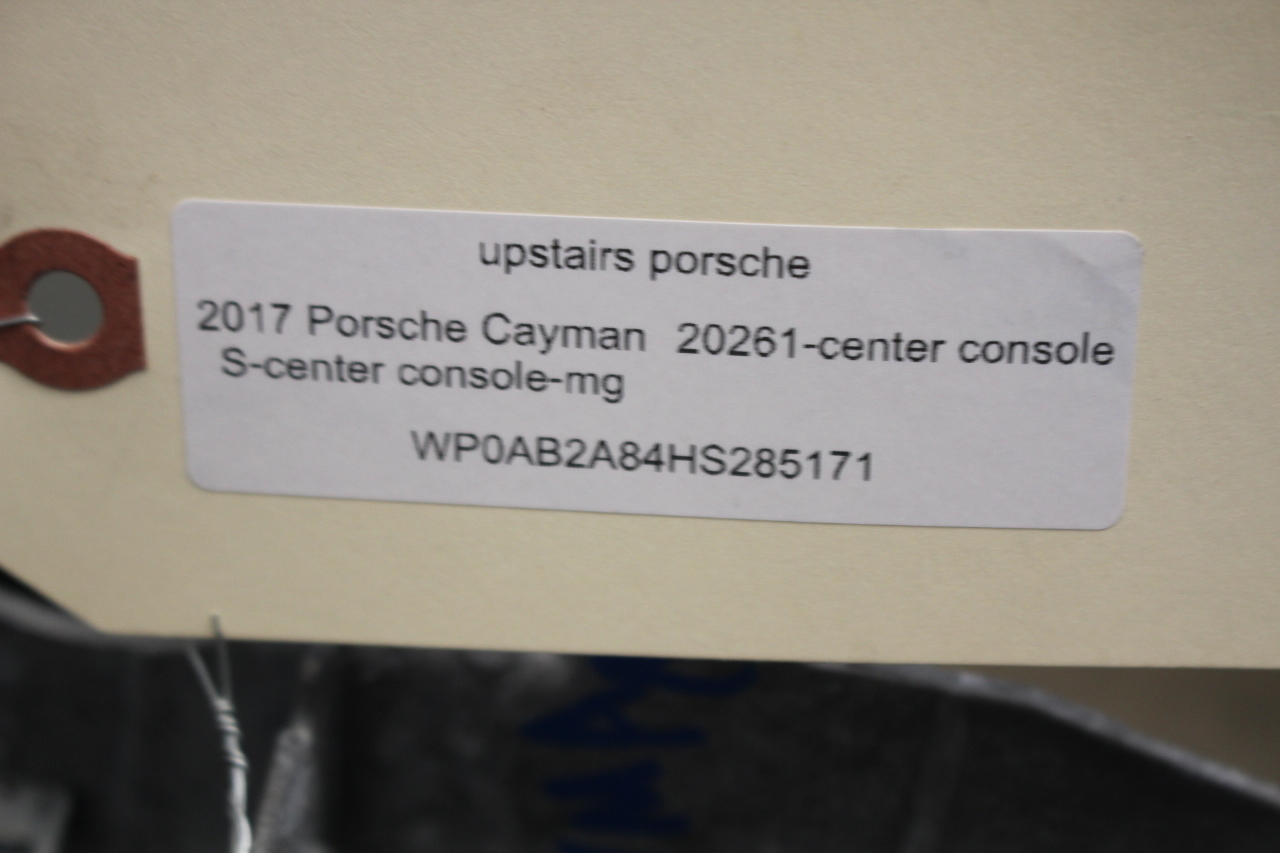 upstairs porsche
2017 Porsche Cayman 20261-center console
S-center console-mg
WP0AB2A84HS285171